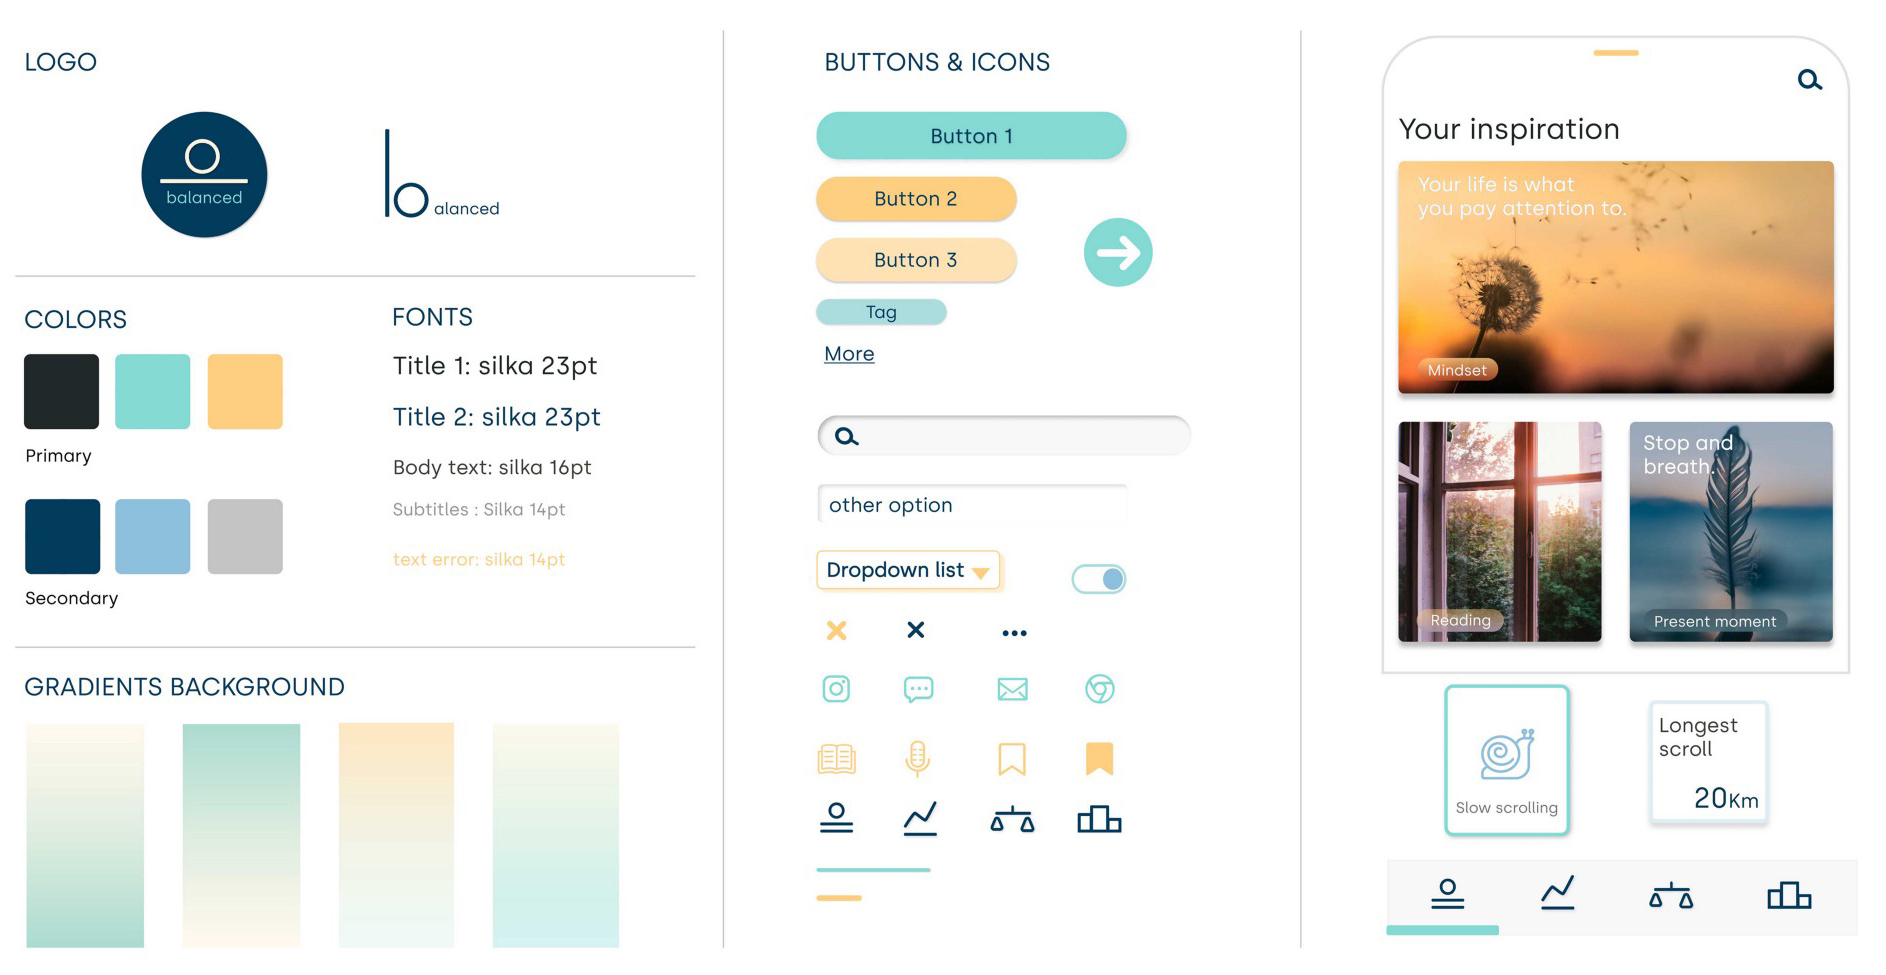 LOGO
balanced
b
alanced
COLORS
Primary
Secondary
FONTS
Title 1: silka 23pt
Title 2: silka 23pt
Body text: silka 16pt
Subtitles : Silka 14pt
text error: silka 14pt
GRADIENTS BACKGROUND
BUTTONS & ICONS
Button 1
Button 2
Button 3
Tag
More
other option
Dropdown list
Your inspiration
Your life is what
you pay attention to.
Mindset
Reading
Stop and
breath.
Present moment
Slow scrolling
Longest
scroll
20Km